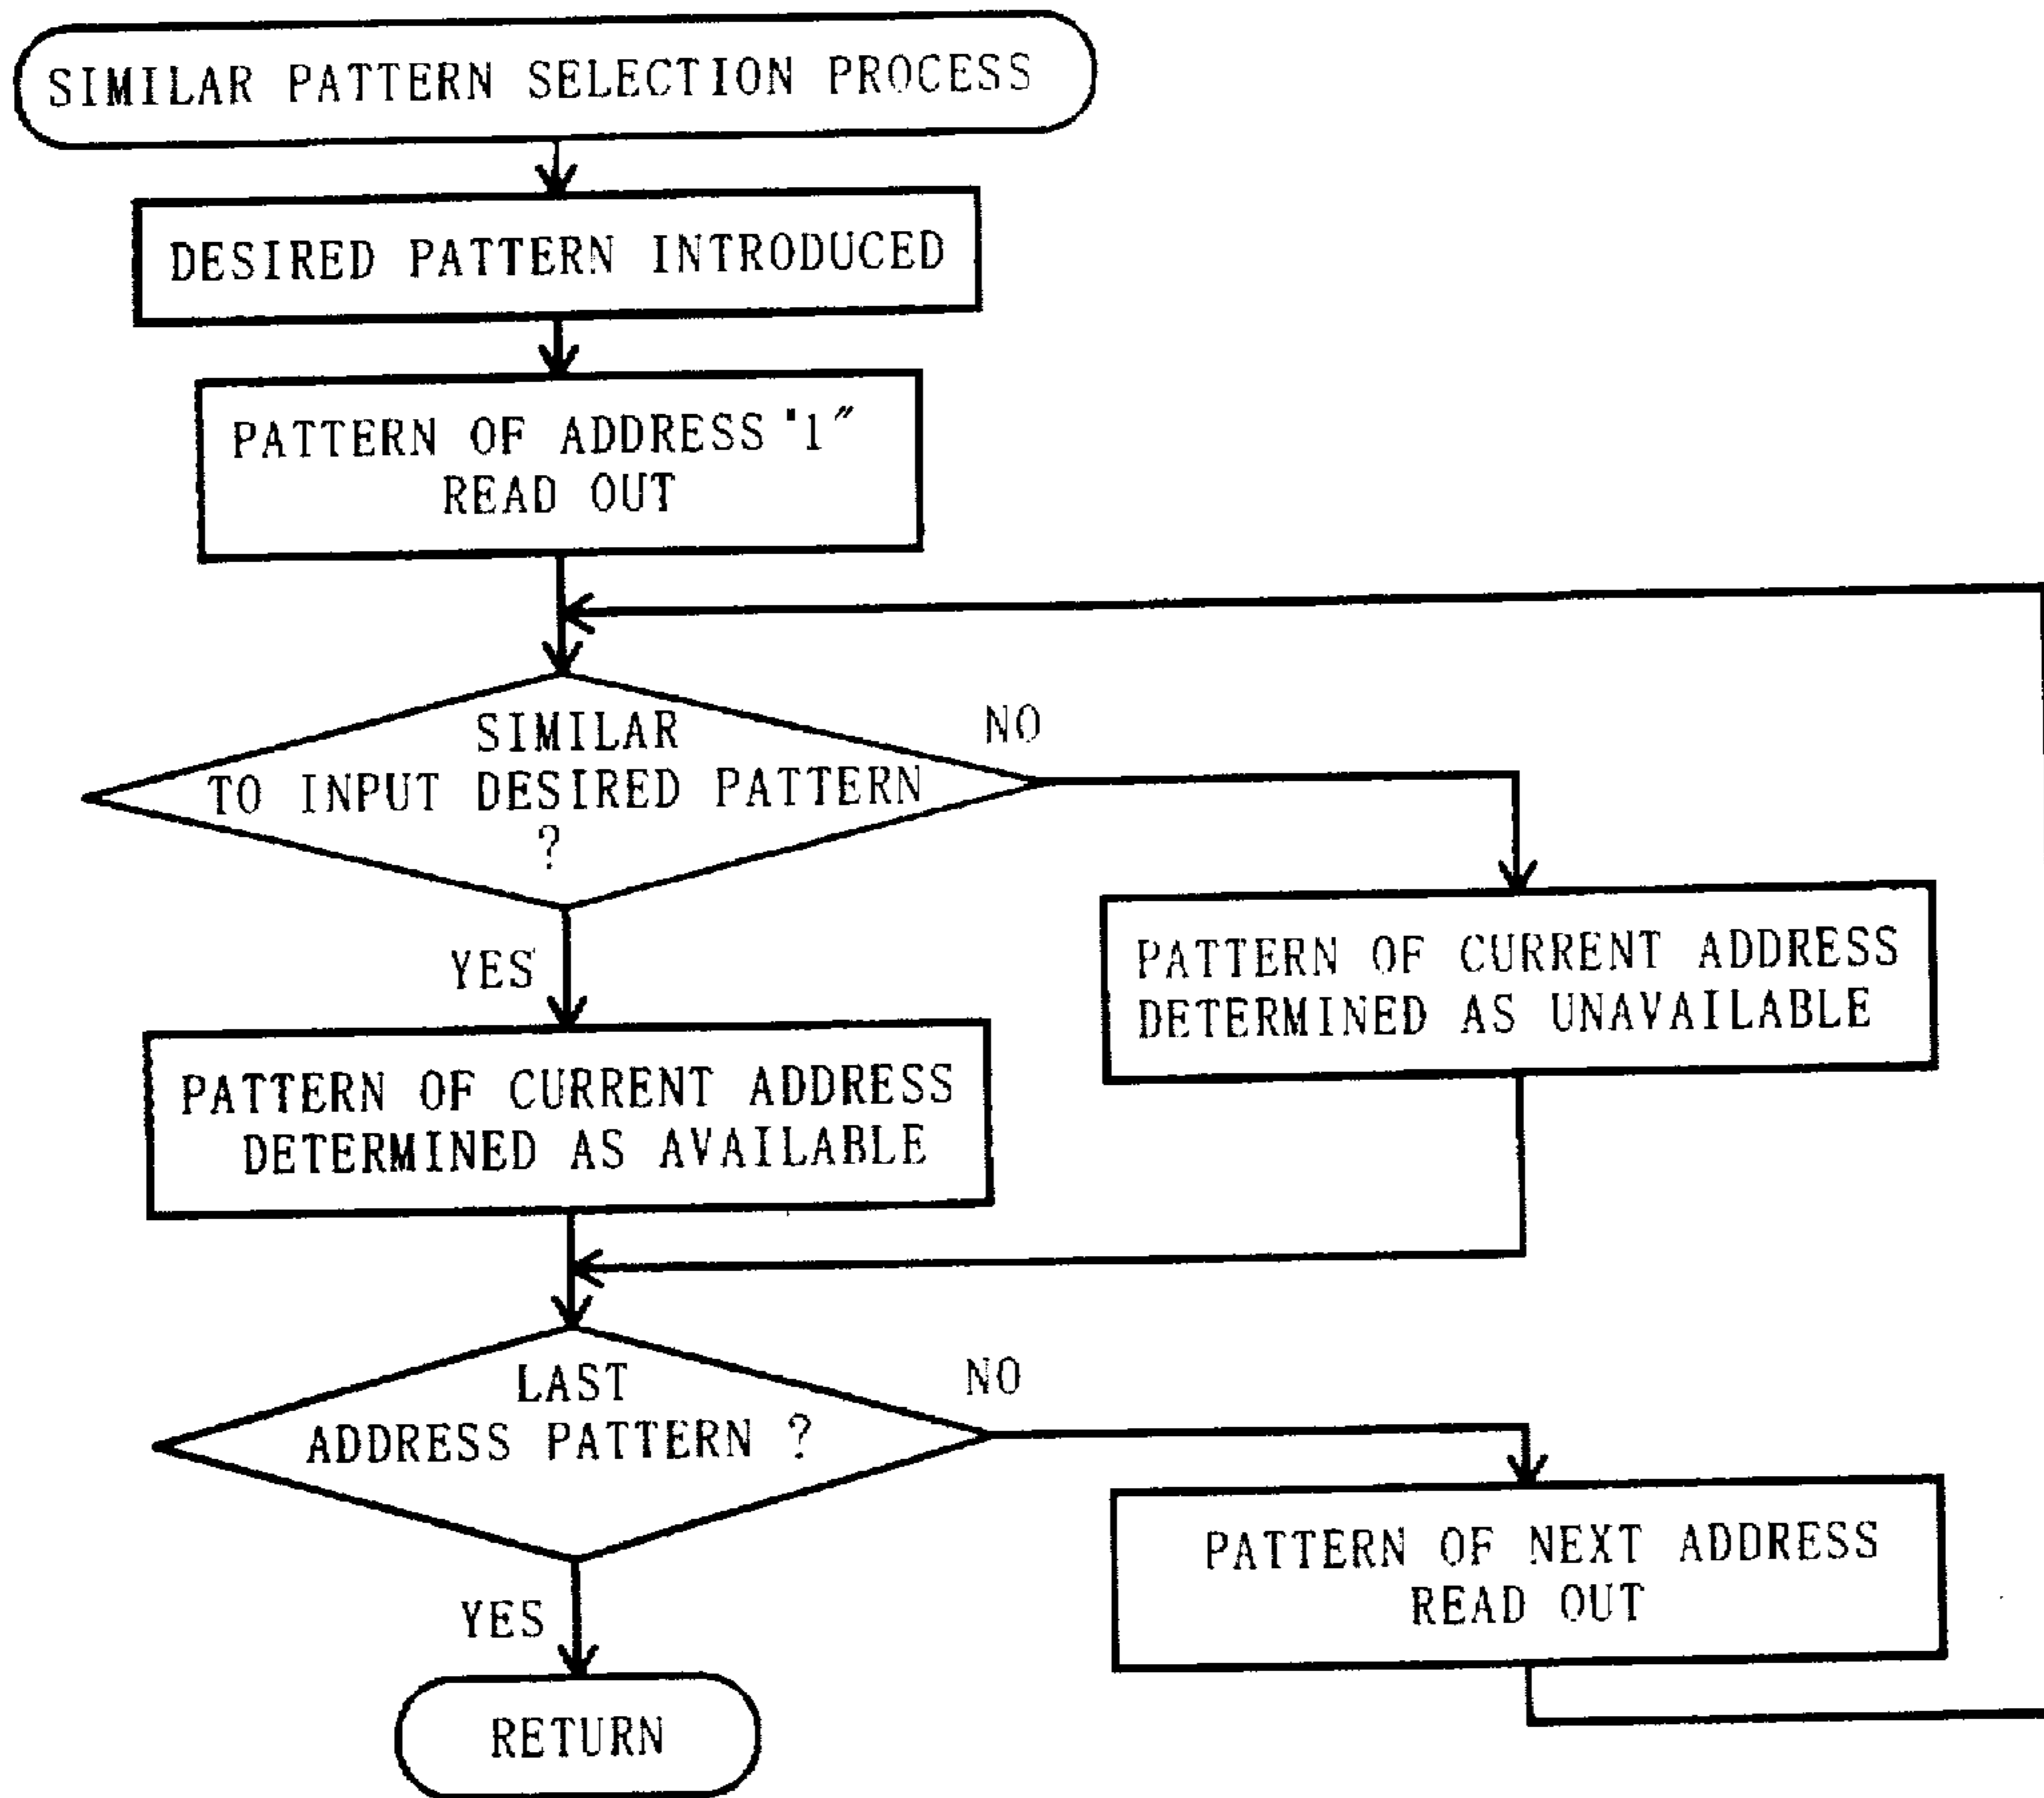 SIMILAR PATTERN SELECTION PROCESS
DESIRED PATTERN INTRODUCED
PATTERN OF ADDRESS "1"
READ OUT
SIMILAR
TO INPUT DESIRED PATTERN
?
NO
YES
PATTERN OF CURRENT ADDRESS
DETERMINED AS UNAVAILABLE
PATTERN OF CURRENT ADDRESS
DETERMINED AS AVAILABLE
LAST
ADDRESS PATTERN ?
NO
PATTERN OF NEXT ADDRESS
READ OUT
YES
RETURN